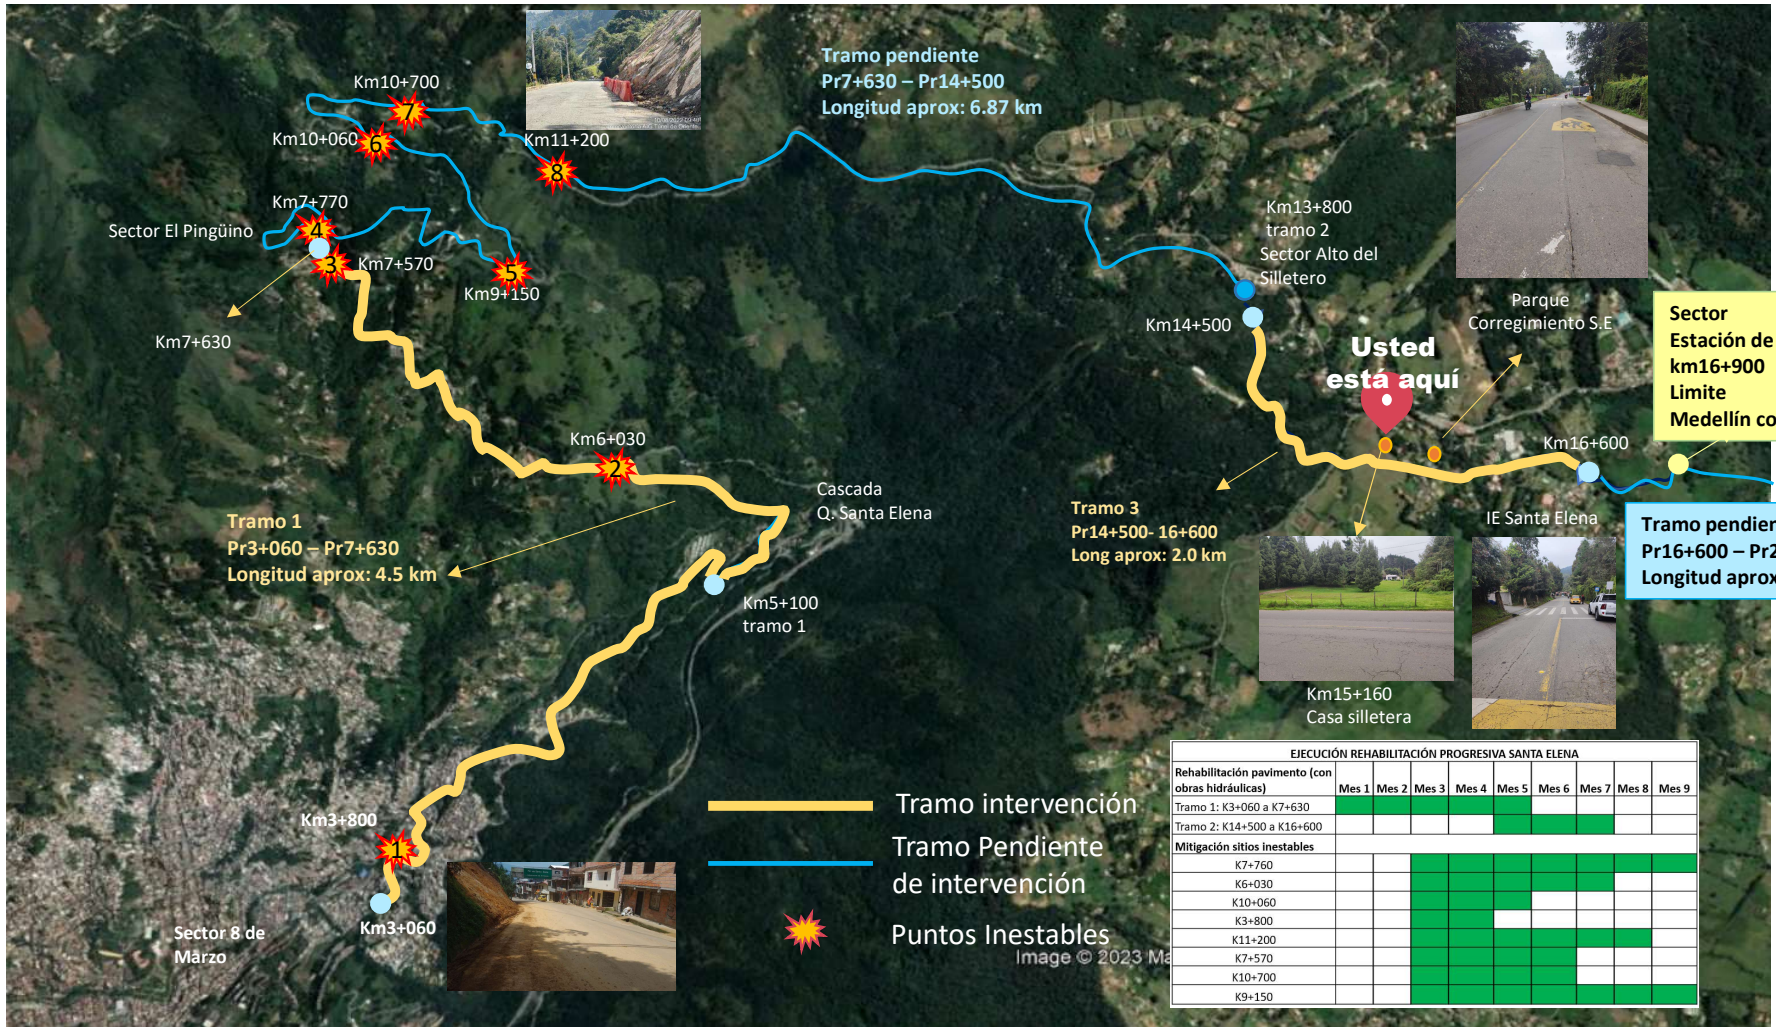 Km10+700
7
Km10+060
6
Km7+770
4
Sector El Pingüino
3
Km7+570
5
Km9+150
Km7+630
Km11+200
8
Tramo pendiente
Pr7+630 – Pr14+500
Longitud aprox: 6.87 km
Km13+800
tramo 2
Sector Alto del
Silletero
Km14+500
Usted
está aquí
Parque
Corregimiento S.E
Sector
Estación de
km16+900
Limite
Medellín co
Km16+600
IE Santa Elena
Tramo pendien
Pr16+600 – Pr2
Longitud aprox
Km6+030
2
Cascada
Q. Santa Elena
Tramo 1
Pr3+060 – Pr7+630
Longitud aprox: 4.5 km
Km5+100
tramo 1
Tramo 3
Pr14+500- 16+600
Long aprox: 2.0 km
Km15+160
Casa silletera
Km3+800
1
Km3+060
Sector 8 de
Marzo
Tramo intervención
Tramo Pendiente
de intervención
Puntos Inestables
Image © 2023 Ma
EJECUCIÓN REHABILITACIÓN PROGRESIVA SANTA ELENA
Rehabilitación pavimento (con
obras hidráulicas) Mes 1 Mes 2 Mes 3 Mes 4 Mes 5 Mes 6 Mes 7 Mes 8 Mes 9
Tramo 1: K3+060 a K7+630
Tramo 2: K14+500 a K16+600
Mitigación sitios inestables
K7+760
K6+030
K10+060
K3+800
K11+200
K7+570
K10+700
K9+150